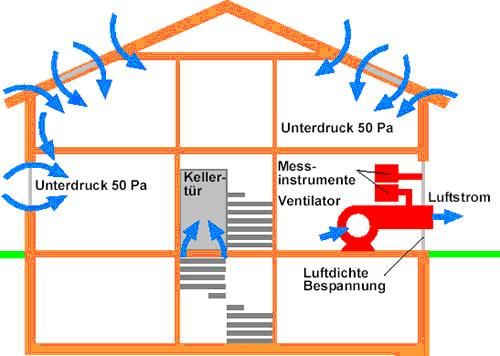 Unterdruck 50 Pa
Unterdruck 50 Pa
Keller-
tür
Mess-
instrumente
Ventilator
Luftstrom
Luftdichte
Bespannung